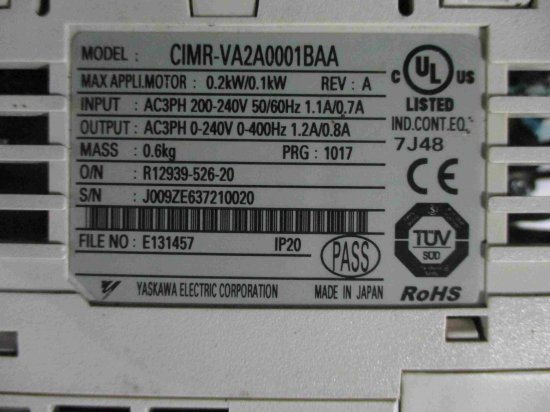 MODEL : CIMR-VA2A0001BAA
MAX APPLI.MOTOR : 0.2kW/0.1kW REV : A
INPUT : AC3PH 200-240V 50/60Hz 1.1A/0.7A
OUTPUT : AC3PH 0-240V 0-400Hz 1.2A/0.8A
MASS : 0.6kg PRG : 1017
O/N : R12939-526-20
S/N : J009ZE637210020
FILE NO : E131457 IP20
PASS
YASKAWA ELECTRIC CORPORATION MADE IN JAPAN
C UL US
LISTED
IND.CONT.EQ.
7J48
CE
TÜV
SÜD
RoHS